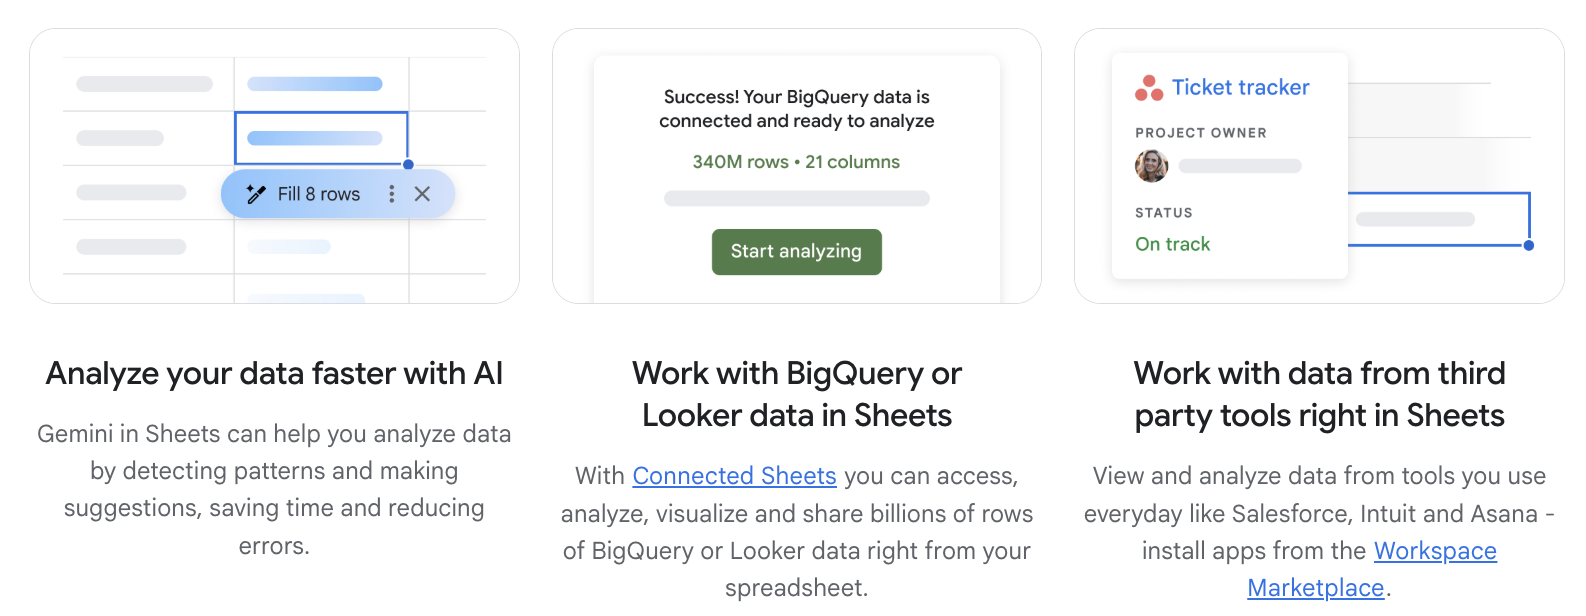 Fill 8 rows
Analyze your data faster with AI
Gemini in Sheets can help you analyze data
by detecting patterns and making
suggestions, saving time and reducing
errors.
Success! Your BigQuery data is
connected and ready to analyze
340M rows • 21 columns
Start analyzing
Work with BigQuery or
Looker data in Sheets
With Connected Sheets you can access,
analyze, visualize and share billions of rows
of BigQuery or Looker data right from your
spreadsheet.
Ticket tracker
PROJECT OWNER
STATUS
On track
Work with data from third
party tools right in Sheets
View and analyze data from tools you use
everyday like Salesforce, Intuit and Asana -
install apps from the Workspace
Marketplace.